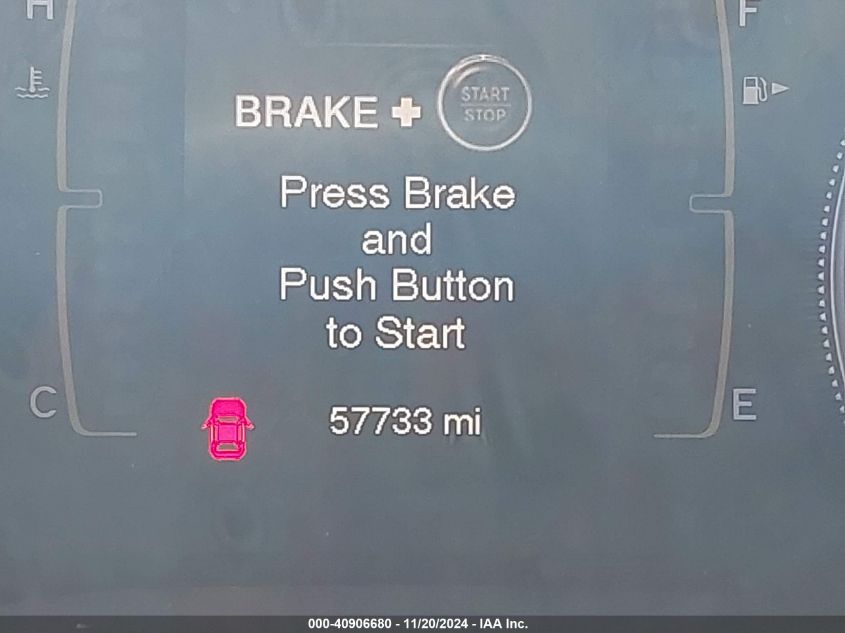 H
F
START
STOP
BRAKE +
Press Brake
and
Push Button
to Start
C
E
57733 mi
000-40906680 - 11/20/2024 - IAA Inc.